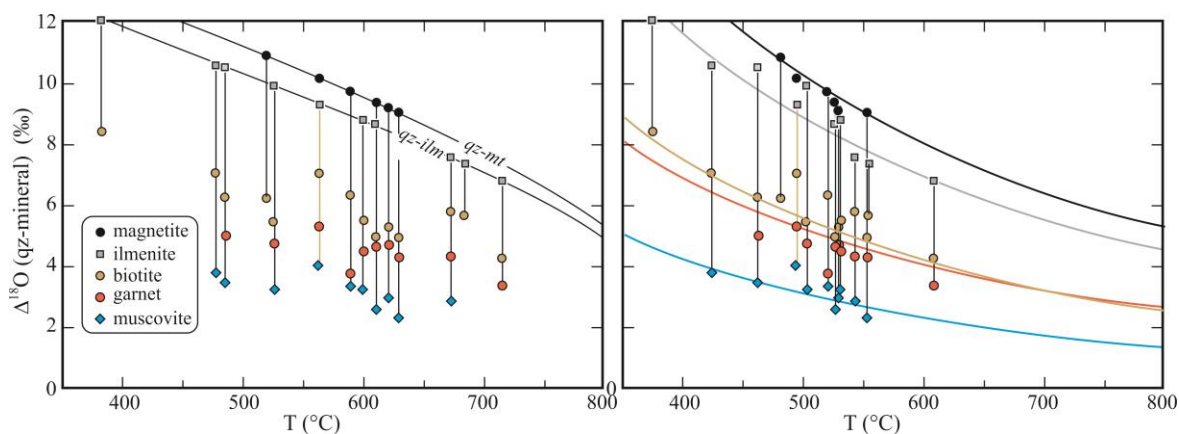 Δ¹⁸O (qz-mineral) (‰)
12
10
8
6
4
2
0
qz-ilm
qz-mt
magnetite
ilmenite
biotite
garnet
muscovite
400
500
600
700
800
T (°C)
0
400
500
600
700
800
T (°C)